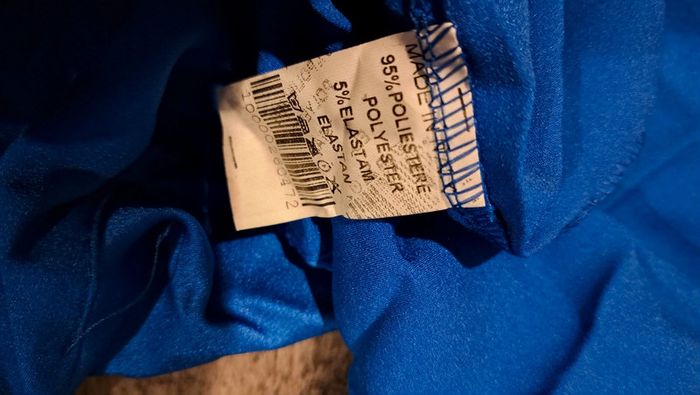 MADE IN
95%POLIESTERE
POLYESTER
5%ELASTAM
ELASTAN